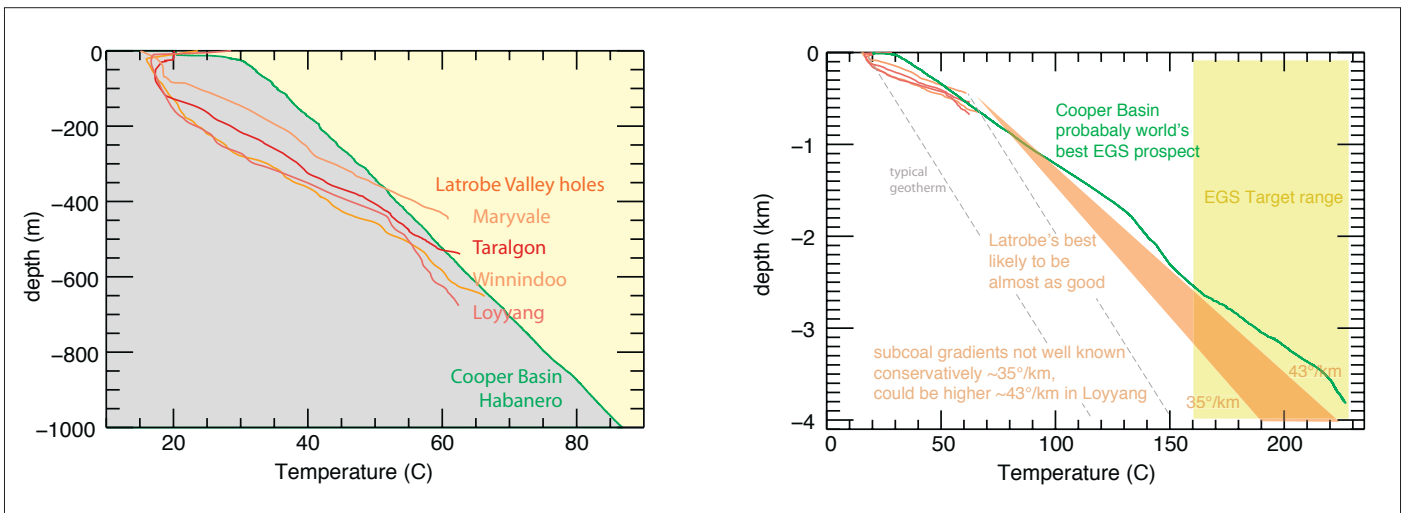 0
−200
−400
−600
−800
−1000
depth (m)
20
40
60
80
Temperature (C)
Latrobe Valley holes
Maryvale
Taralgon
Winnindoo
Loyyang
Cooper Basin
Habanero
0
−1
−2
−3
−4
depth (km)
0
50
100
150
200
Temperature (C)
Cooper Basin
probabaly world's
best EGS prospect
typical
geotherm
EGS Target range
Latrobe's best
likely to be
almost as good
subcoal gradients not well known
conservatively ~35°/km,
could be higher ~43°/km in Loyyang
43°/km
35°/km